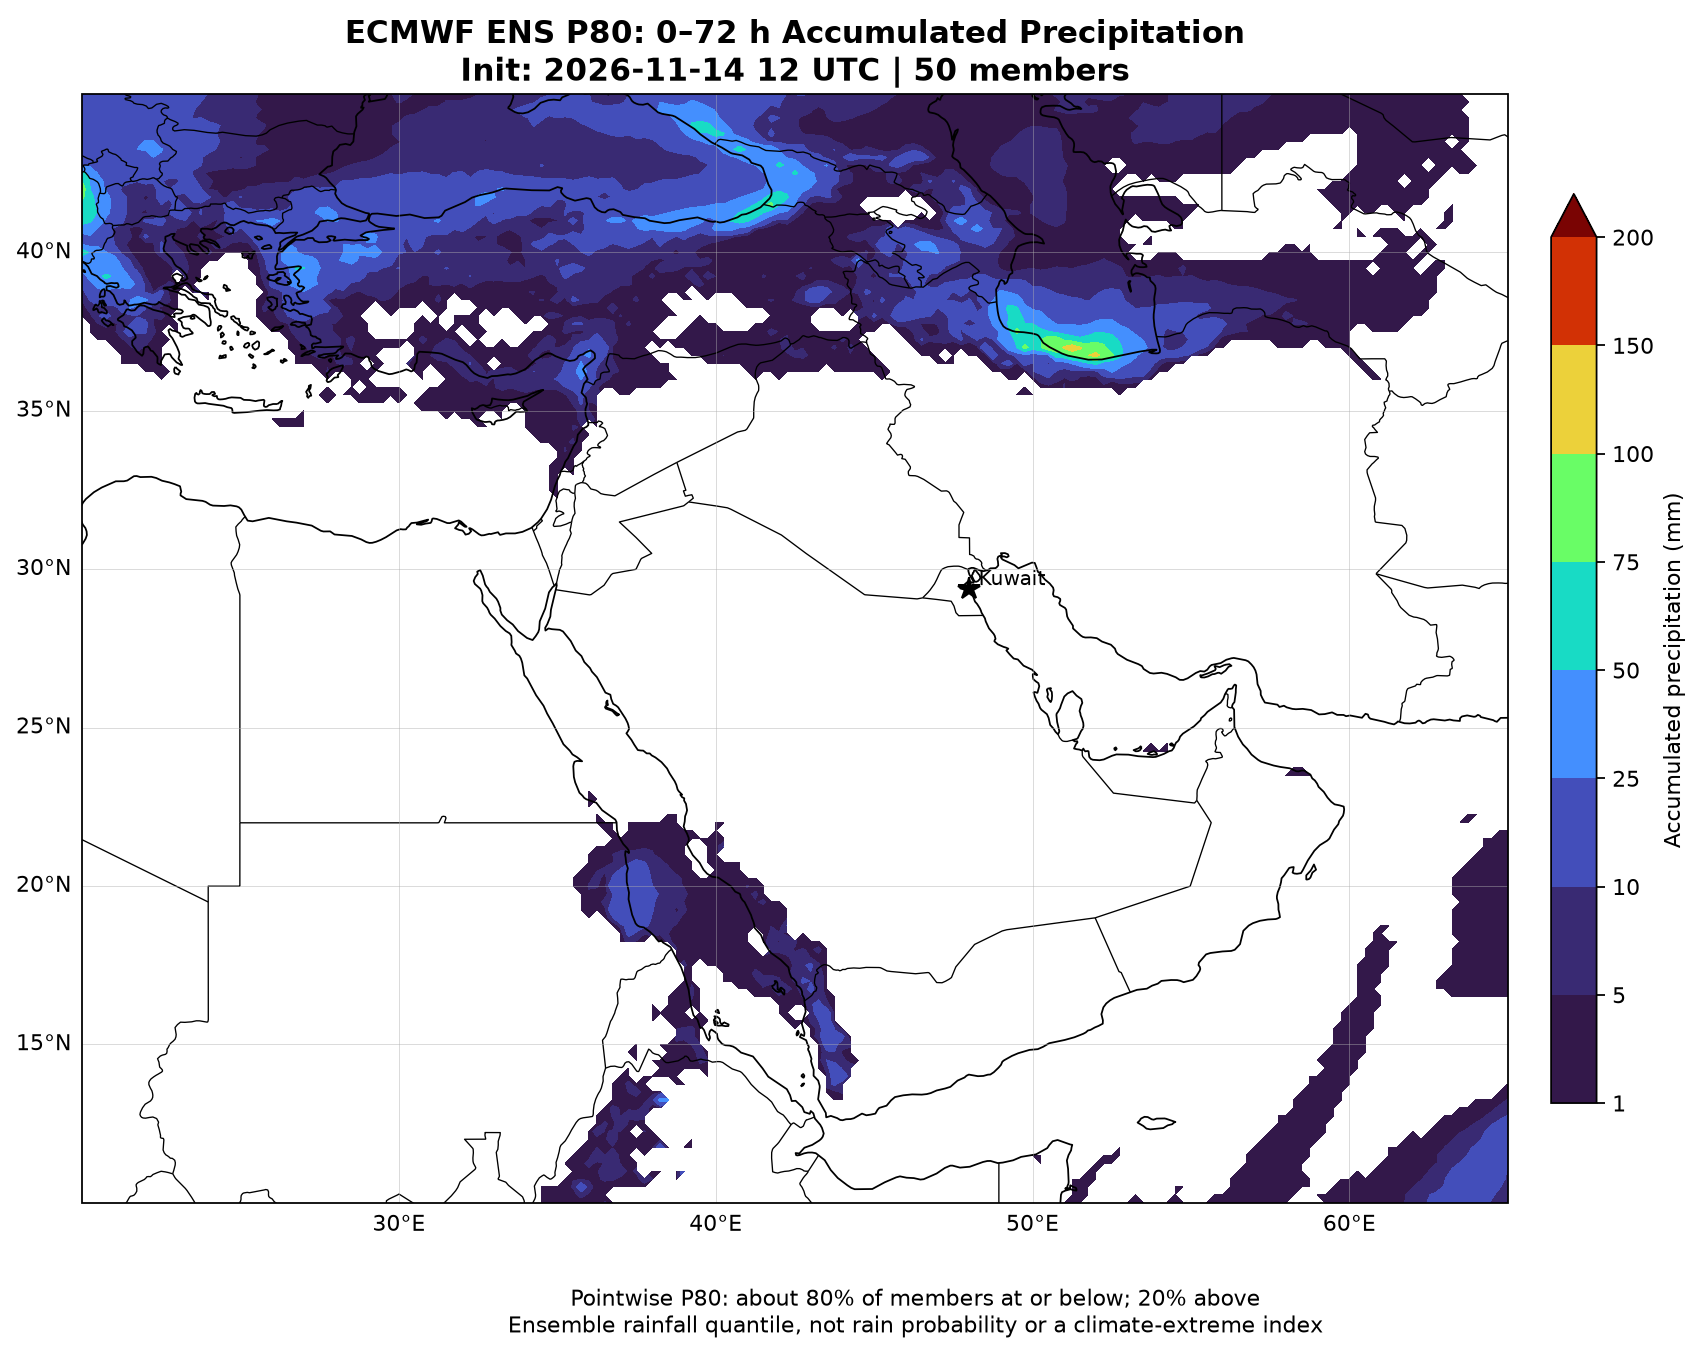 ECMWF ENS P80: 0–72 h Accumulated Precipitation
Init: 2026-11-14 12 UTC | 50 members
40°N
35°N
30°N
25°N
20°N
15°N
30°E
40°E
50°E
60°E
Kuwait
200
150
100
75
50
25
10
5
1
Accumulated precipitation (mm)
Pointwise P80: about 80% of members at or below; 20% above
Ensemble rainfall quantile, not rain probability or a climate-extreme index